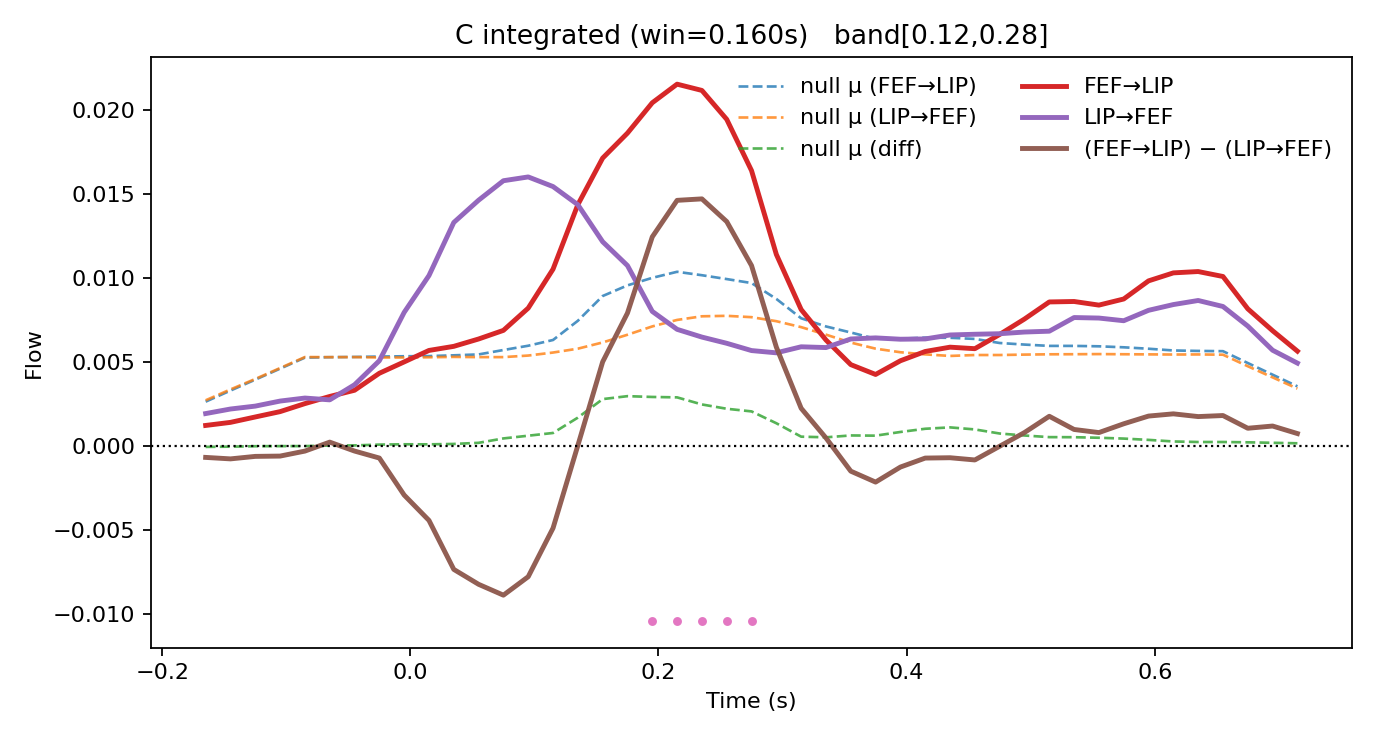 C integrated (win=0.160s)   band[0.12,0.28]
null μ (FEF→LIP)
null μ (LIP→FEF)
null μ (diff)
FEF→LIP
LIP→FEF
(FEF→LIP) − (LIP→FEF)
Flow
0.020
0.015
0.010
0.005
0.000
−0.005
−0.010
−0.2
0.0
0.2
0.4
0.6
Time (s)